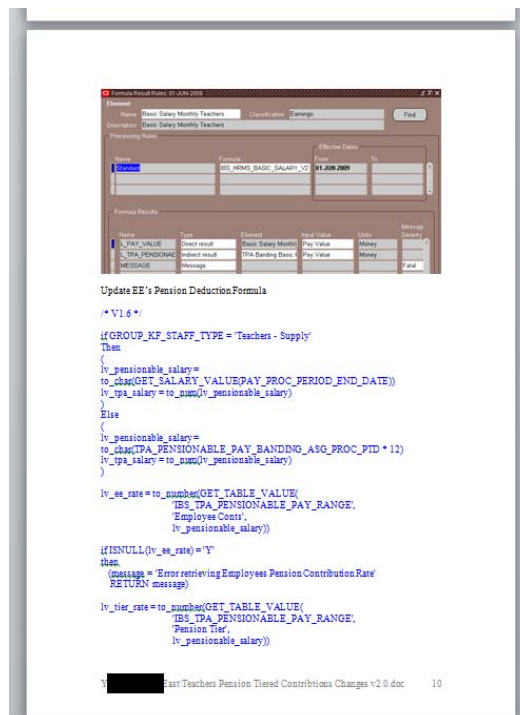 Formula Result Rules: 01-JUN-2009
Element
Name Basic Salary Monthly Teachers Classification Earnings Find
Description Basic Salary Monthly Teachers
Processing Rules
Effective Dates
Name Formula From To
Standard IBS_HRMS_BASIC_SALARY_V2 01-JUN-2009
Formula Results
Messag
Name Type Element Input Value Units Severity
L_PAY_VALUE Direct result Basic Salary Monthl Pay Value Money
L_TPA_PENSIONAE Indirect result TPA Banding Basic Pay Value Money
MESSAGE Message Fatal
Update EE's Pension Deduction Formula
/* V1.6 */
if GROUP_KF_STAFF_TYPE = 'Teachers - Supply'
Then
(
lv_pensionable_salary=
to_char(GET_SALARY_VALUE(PAY_PROC_PERIOD_END_DATE))
lv_tpa_salary = to_num(lv_pensionable_salary)
)
Else
(
lv_pensionable_salary=
to_char(TPA_PENSIONABLE_PAY_BANDING_ASG_PROC_PTD * 12)
lv_tpa_salary = to_num(lv_pensionable_salary)
)
lv_ee_rate = to_number(GET_TABLE_VALUE(
'IBS_TPA_PENSIONABLE_PAY_RANGE',
'Employee Conts',
lv_pensionable_salary))
if ISNULL(lv_ee_rate) = 'Y'
then
(message = 'Error retrieving Employees Pension Contribution Rate'
RETURN message)
lv_tier_rate = to_number(GET_TABLE_VALUE(
'IBS_TPA_PENSIONABLE_PAY_RANGE',
'Pension Tier',
lv_pensionable_salary))
Y East\Teachers Pension Tiered Contribtions Changes v2.0.doc 10